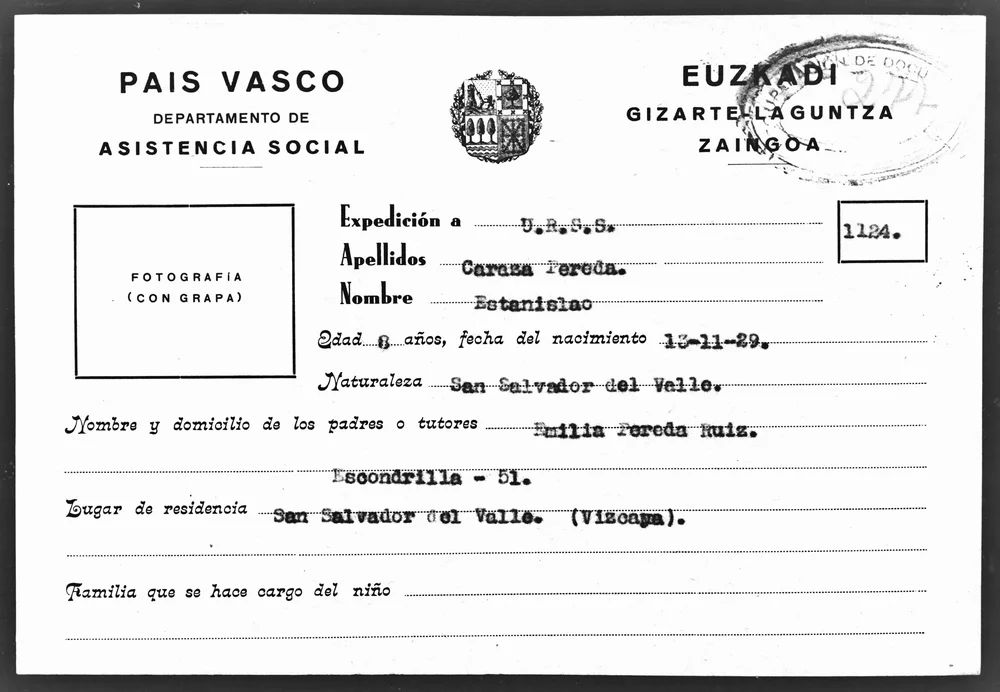 PAIS VASCO
DEPARTAMENTO DE
ASISTENCIA SOCIAL
EUZKADI
GIZARTE-LAGUNTZA
ZAINGOA
DE DOCU
FOTOGRAFÍA
(CON GRAPA)
Expedición a U.R.S.S.
1124.
Apellidos Caraza Pereda.
Nombre Estanislao
Edad 8 años, fecha del nacimiento 13-11-29.
Naturaleza San Salvador del Valle.
Nombre y domicilio de los padres o tutores Emilia Pereda Ruiz.
Escondrilla - 51.
Lugar de residencia San Salvador del Valle. (Vizcaya).
Familia que se hace cargo del niño